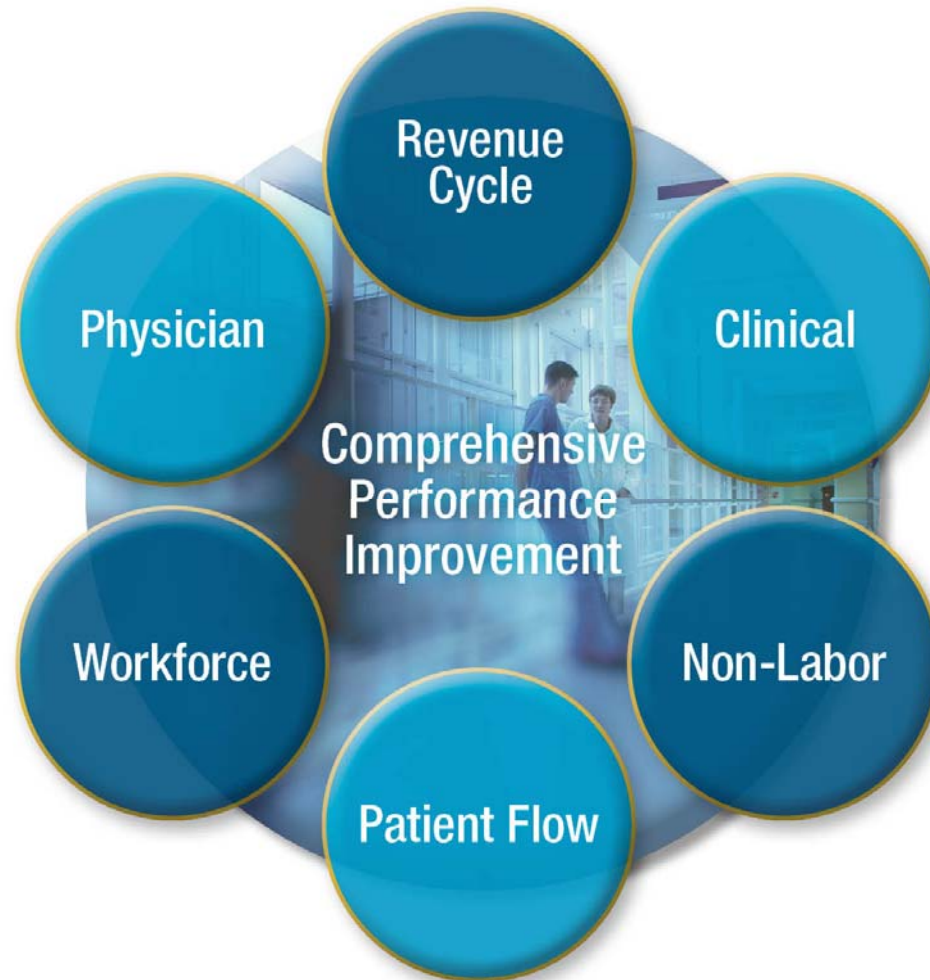 Revenue
Cycle
Physician
Clinical
Comprehensive
Performance
Improvement
Workforce
Non-Labor
Patient Flow